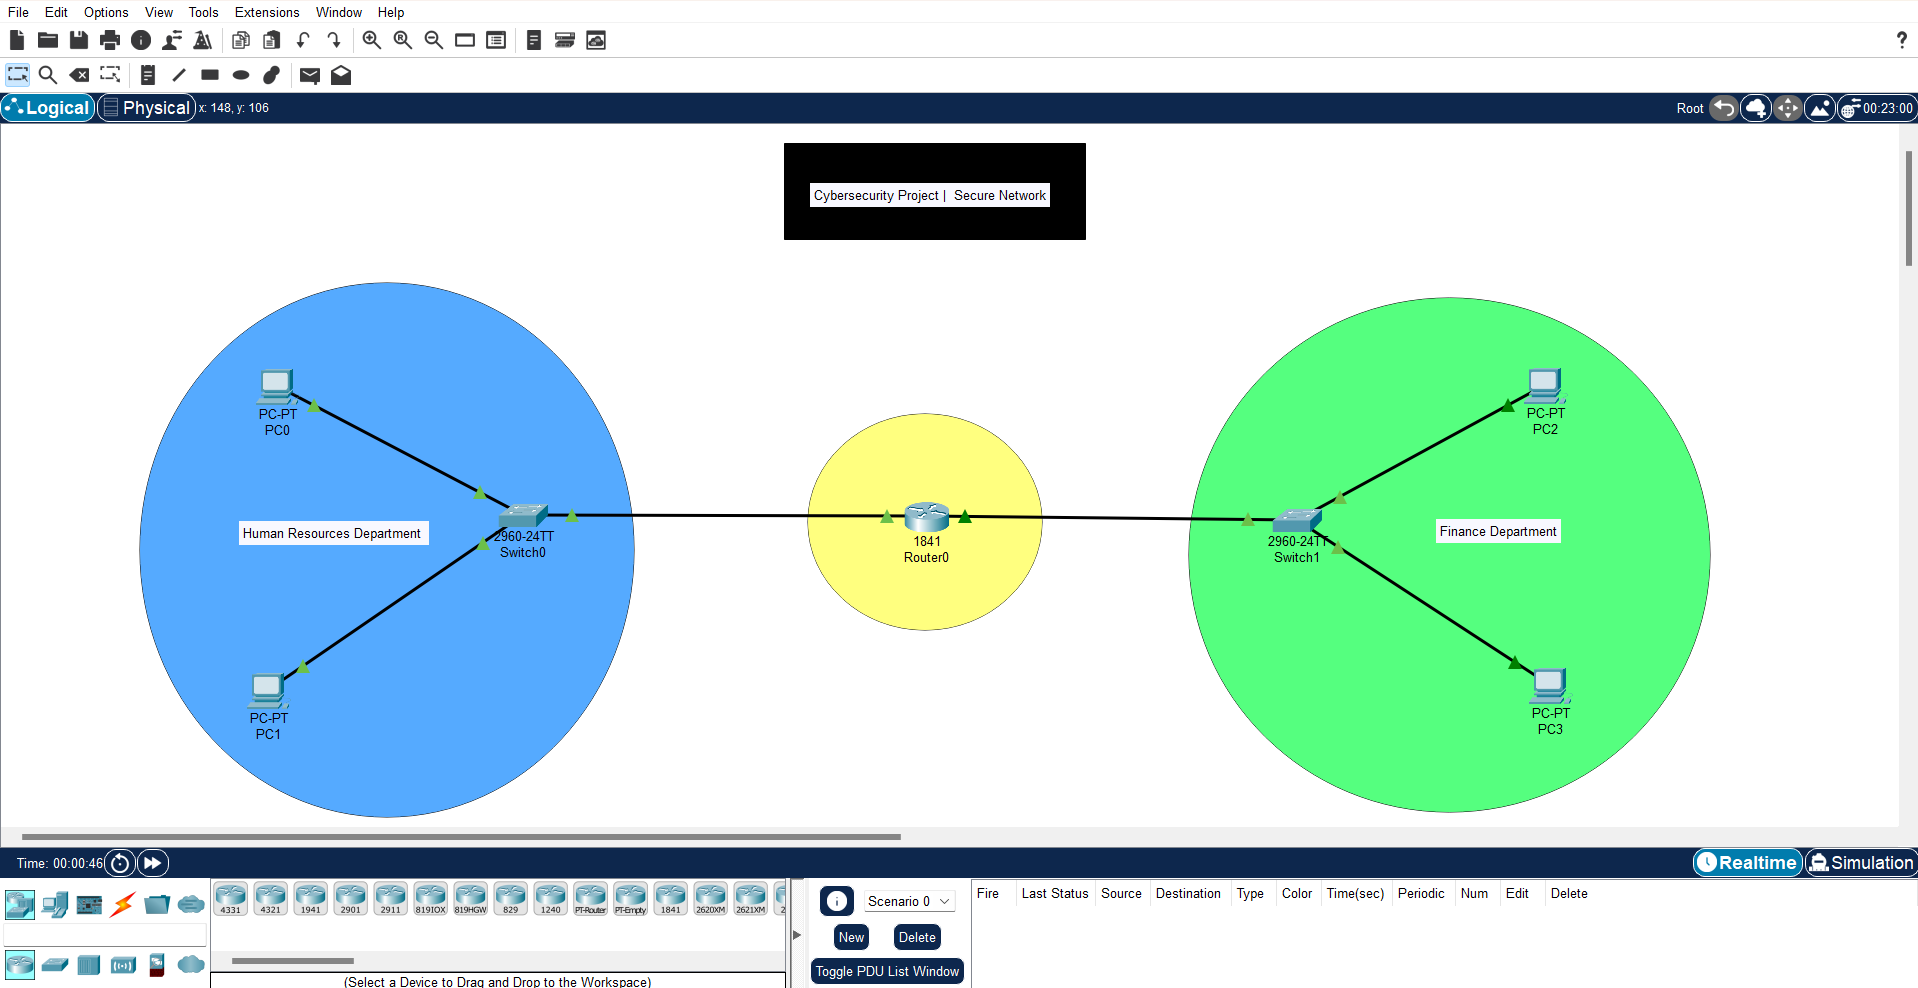 File Edit Options View Tools Extensions Window Help
?
Logical Physical x: 148, y: 106 Root 00:23:00
Cybersecurity Project | Secure Network
PC-PT
PC0
PC-PT
PC2
Human Resources Department
2960-24TT
Switch0
1841
Router0
2960-24TT
Switch1
Finance Department
PC-PT
PC1
PC-PT
PC3
Time: 00:00:46 Realtime Simulation
4331 4321 1941 2901 2911 819IOX 819HGW 829 1240 PT-Router PT-Empty 1841 2620XM 2621XM 2
(Select a Device to Drag and Drop to the Workspace)
Scenario 0
New Delete
Toggle PDU List Window
Fire Last Status Source Destination Type Color Time(sec) Periodic Num Edit Delete